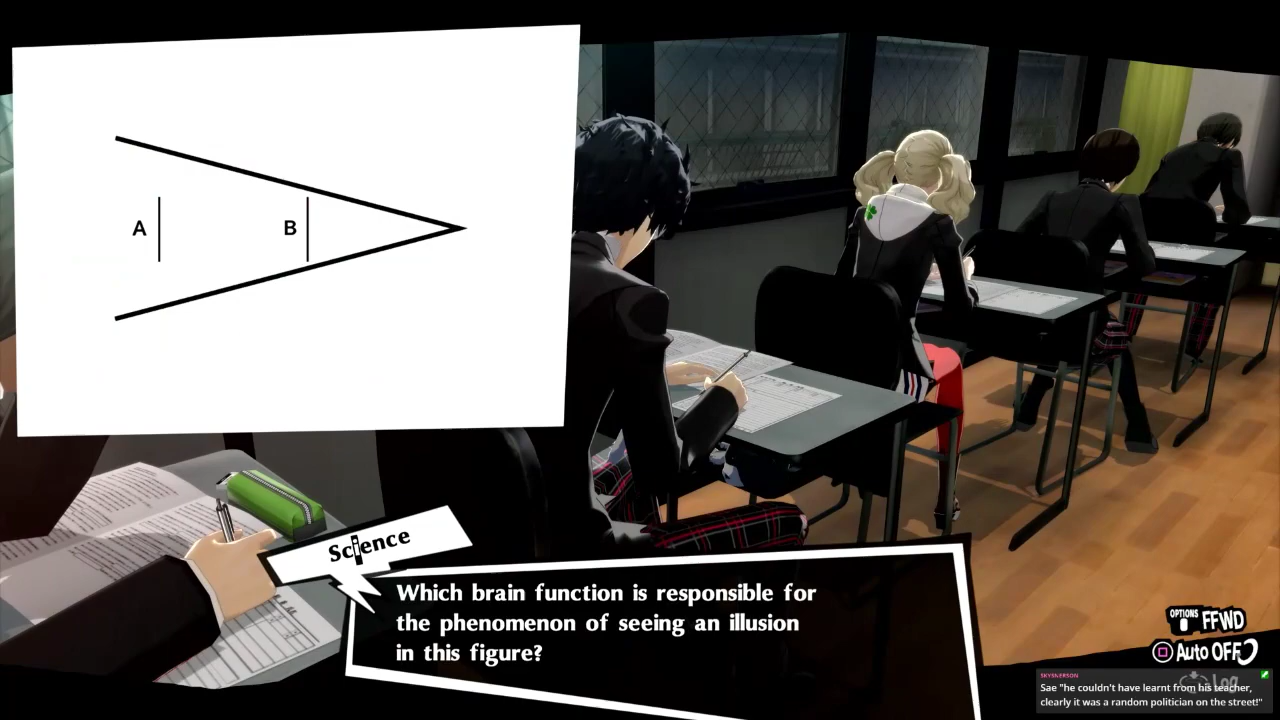 A
B
Science
Which brain function is responsible for
the phenomenon of seeing an illusion
in this figure?
OPTIONS
FFWD
Auto OFF
Log
SKYSNERSON
Sae "he couldn't have learnt from his teacher,
clearly it was a random politician on the street!"